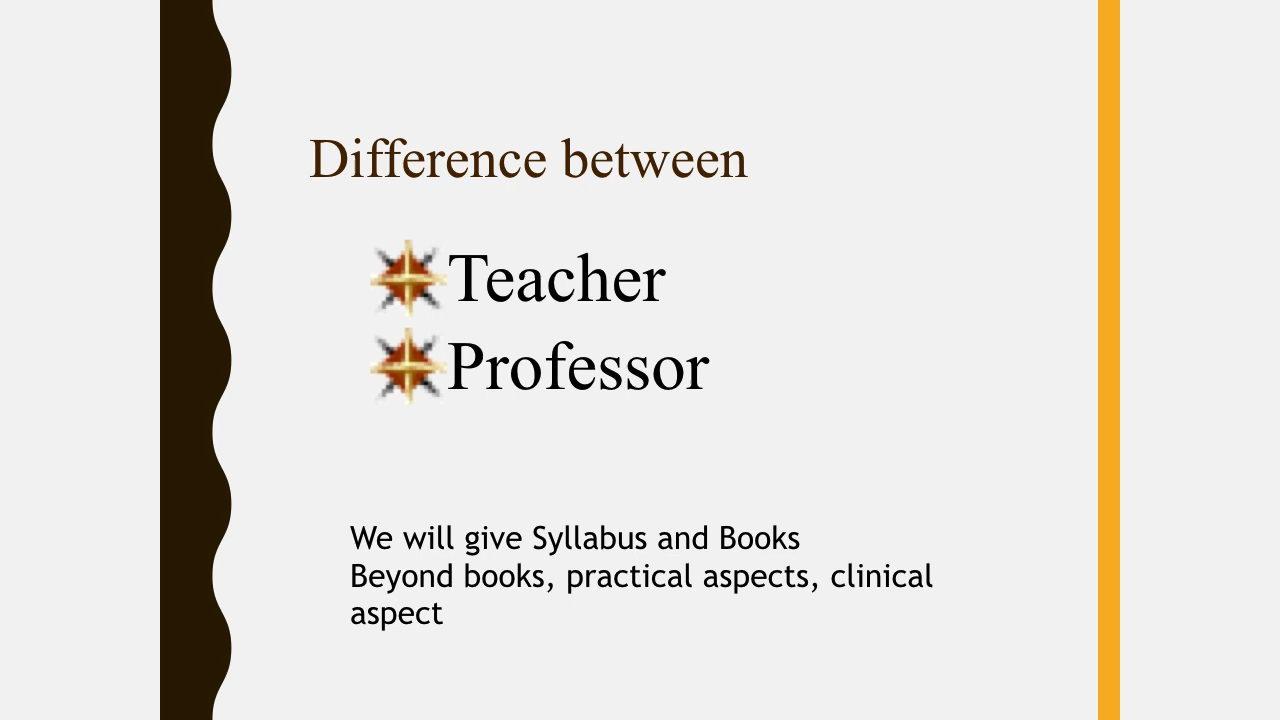 Difference between
Teacher
Professor
We will give Syllabus and Books
Beyond books, practical aspects, clinical
aspect